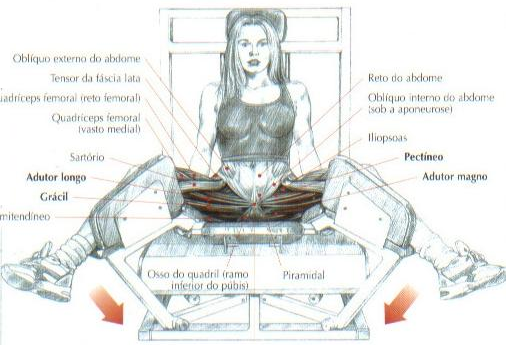 Oblíquo externo do abdome
Tensor da fáscia lata
uadríceps femoral (reto femoral)
Quadríceps femoral
(vasto medial)
Sartório
Adutor longo
Grácil
mitendíneo
Osso do quadril (ramo
inferior do púbis)
Piramidal
Reto do abdome
Oblíquo interno do abdome
(sob a aponeurose)
Iliopsoas
Pectíneo
Adutor magno